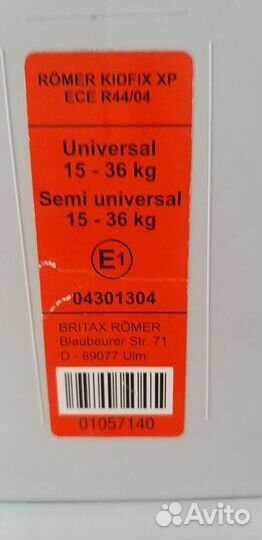 RÖMER KIDFIX XP
ECE R44/04
Universal
15 - 36 kg
Semi universal
15 - 36 kg
E1
04301304
BRITAX RÖMER
Blaubeurer Str. 71
D - 89077 Ulm
01057140
Avito